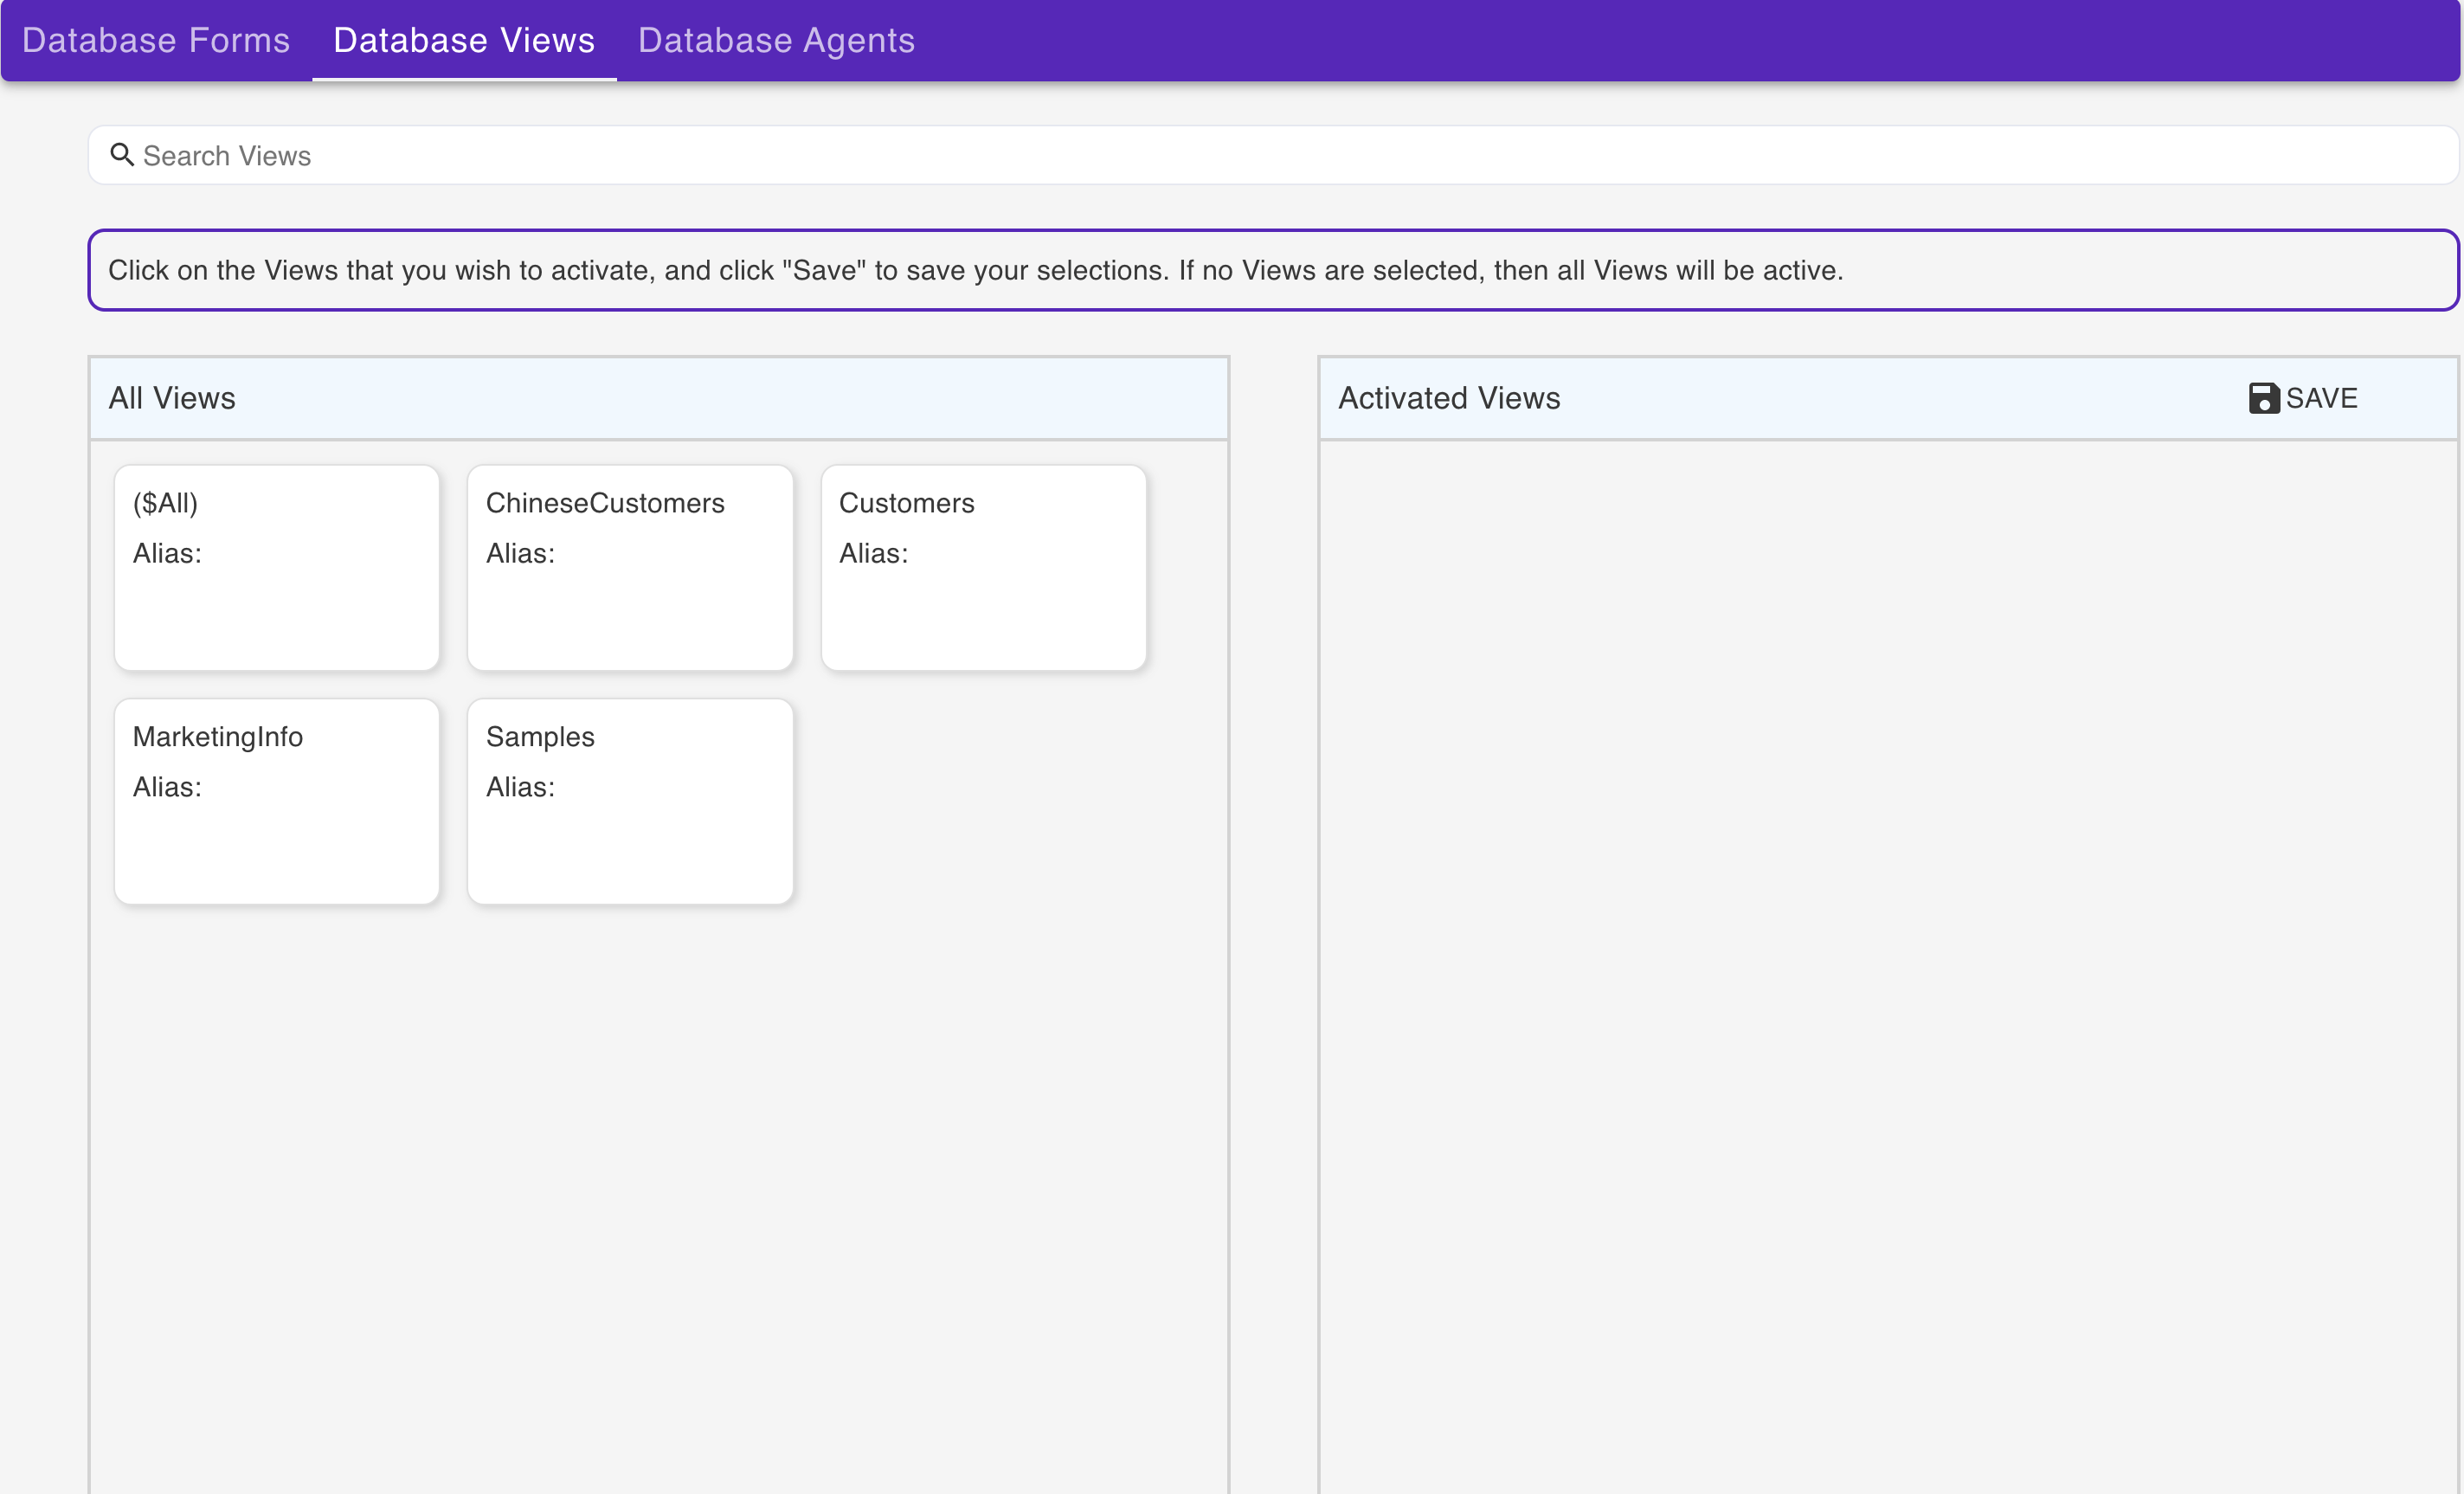 Database Forms Database Views Database Agents
Search Views
Click on the Views that you wish to activate, and click "Save" to save your selections. If no Views are selected, then all Views will be active.
All Views
($All)
Alias:
ChineseCustomers
Alias:
Customers
Alias:
MarketingInfo
Alias:
Samples
Alias:
Activated Views
SAVE